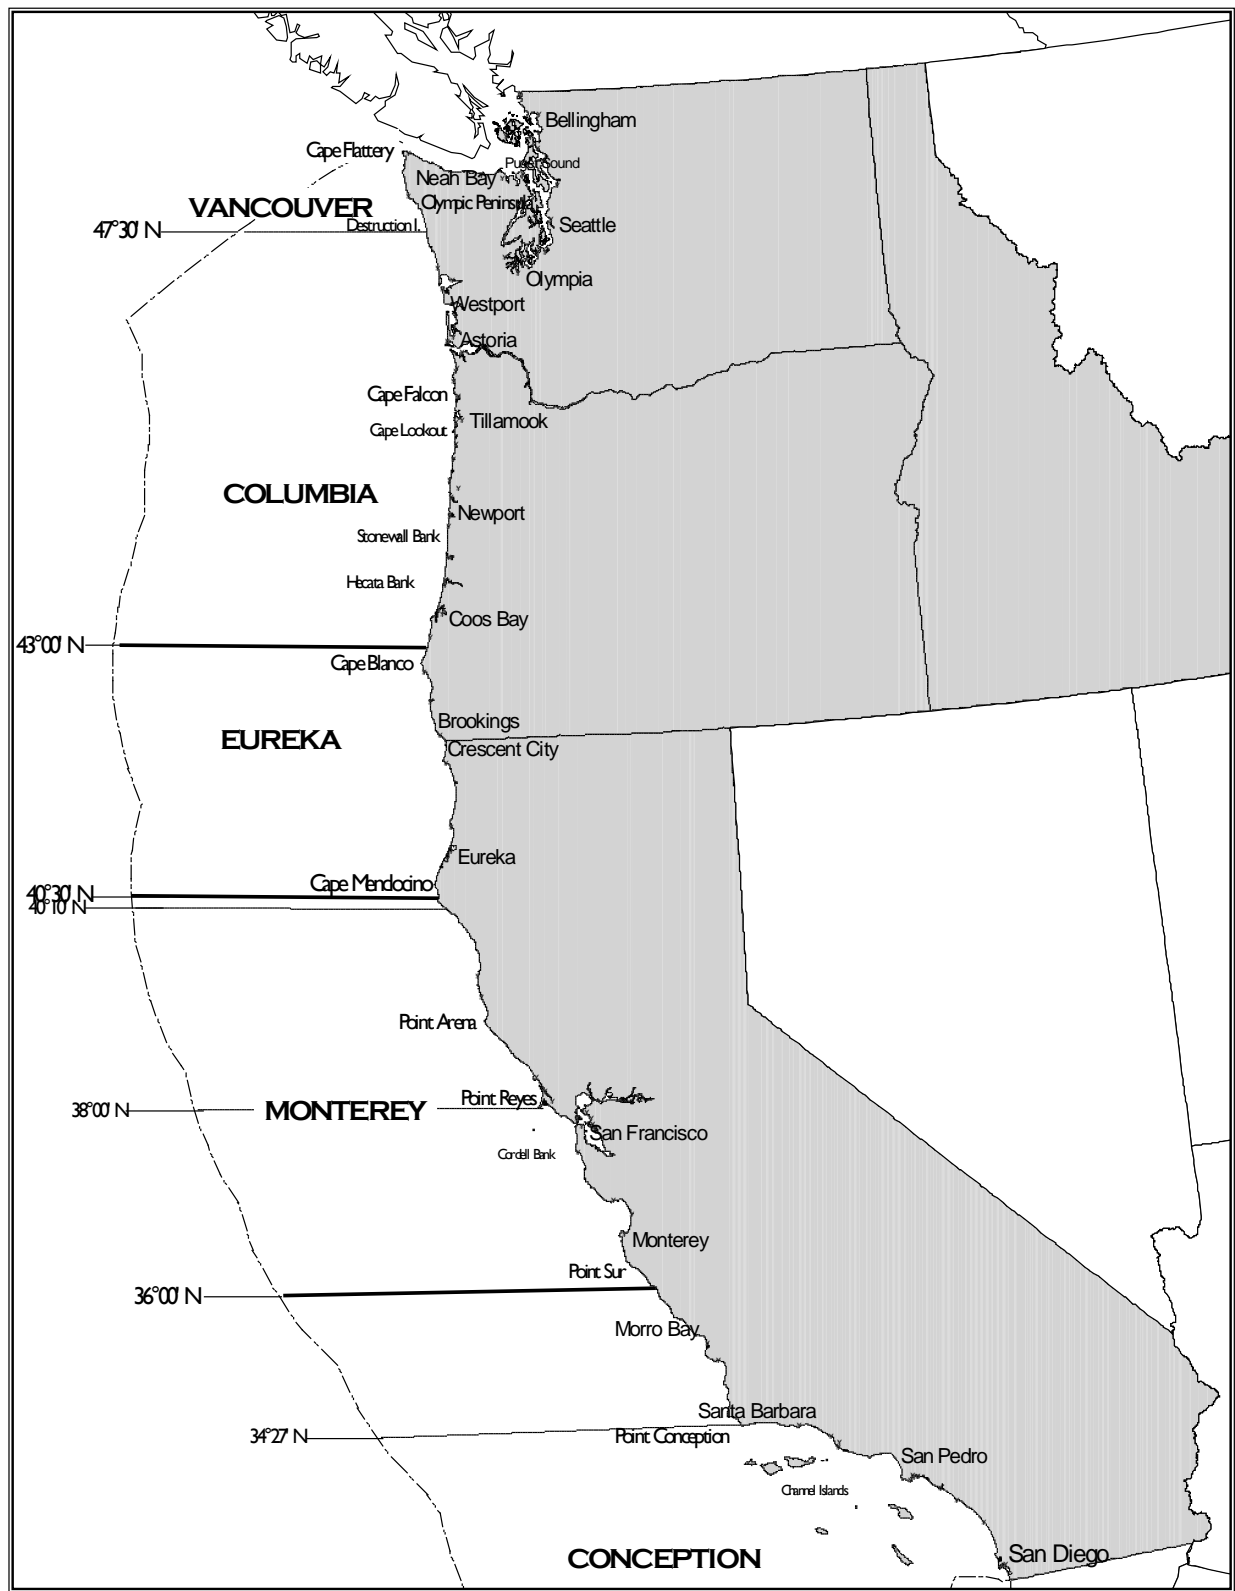 Bellingham
Cape Flattery
Puget Sound
Neah Bay
Olympic Peninsula
VANCOUVER
Destruction I.
47°30' N
Seattle
Olympia
Westport
Astoria
Cape Falcon
Tillamook
Cape Lookout
COLUMBIA
Newport
Stonewall Bank
Hecata Bank
Coos Bay
43°00' N
Cape Blanco
Brookings
EUREKA
Crescent City
Eureka
Cape Mendocino
40°30' N
40°10' N
Point Arena
Point Reyes
38°00' N
MONTEREY
San Francisco
Cordell Bank
Monterey
Point Sur
36°00' N
Morro Bay
Santa Barbara
34°27' N
Point Conception
San Pedro
Channel Islands
San Diego
CONCEPTION